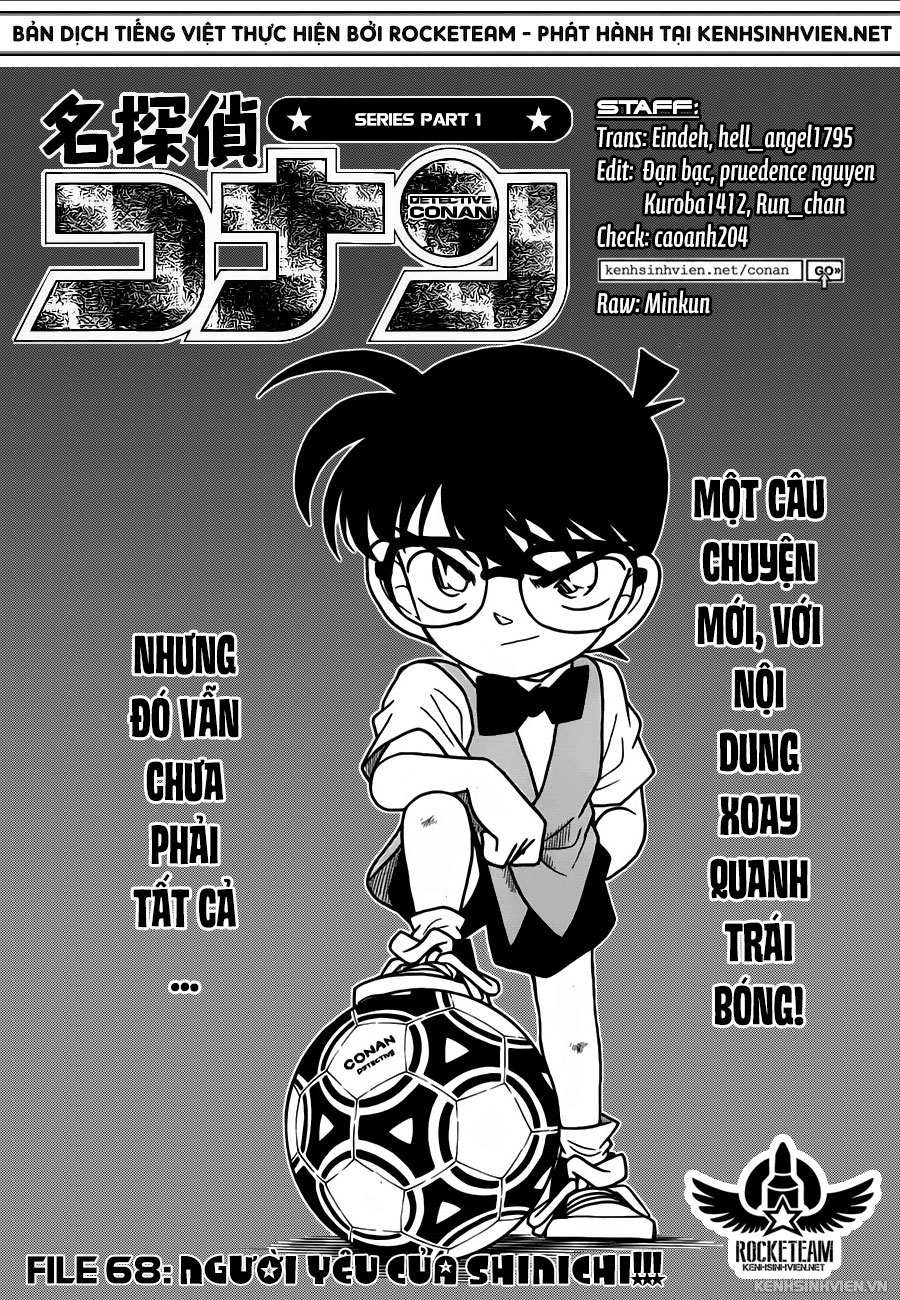 BẢN DỊCH TIẾNG VIỆT THỰC HIỆN BỞI ROCKETEAM - PHÁT HÀNH TẠI KENHSINHVIEN.NET
名探偵
SERIES PART 1
コナン
DETECTIVE
CONAN
STAFF:
Trans: Eindeh, hell_angel1795
Edit: Đạn bạc, pruedence nguyen
Kuroba1412, Run_chan
Check: caoanh204
kenhsinhvien.net/conan GO»
Raw: Minkun
MỘT CÂU
CHUYỆN
MỚI, VỚI
NỘI
DUNG
XOAY
QUANH
TRÁI
BÓNG!
NHƯNG
ĐÓ VẪN
CHƯA
PHẢI
TẤT CẢ
...
CONAN
DETECTIVE
FILE 68: NGƯỜI YÊU CỦA SHINICHI!!!
ROCKETEAM
KENHSINHVIEN.NET
KENHSINHVIEN.VN